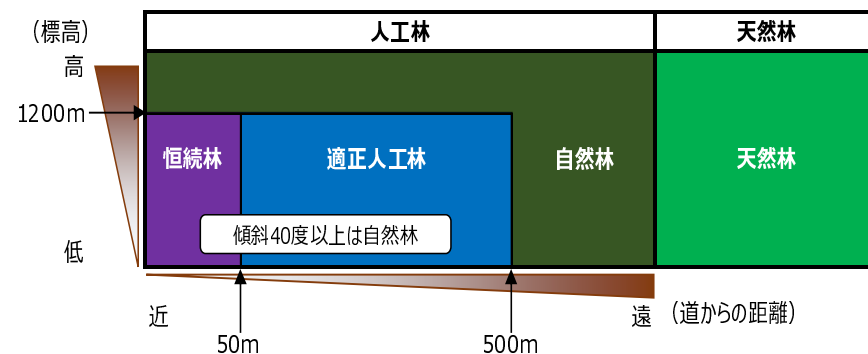 （標高）
人工林
天然林
高
1200m
恒続林
適正人工林
自然林
天然林
傾斜40度以上は自然林
低
近
遠
（道からの距離）
50m
500m